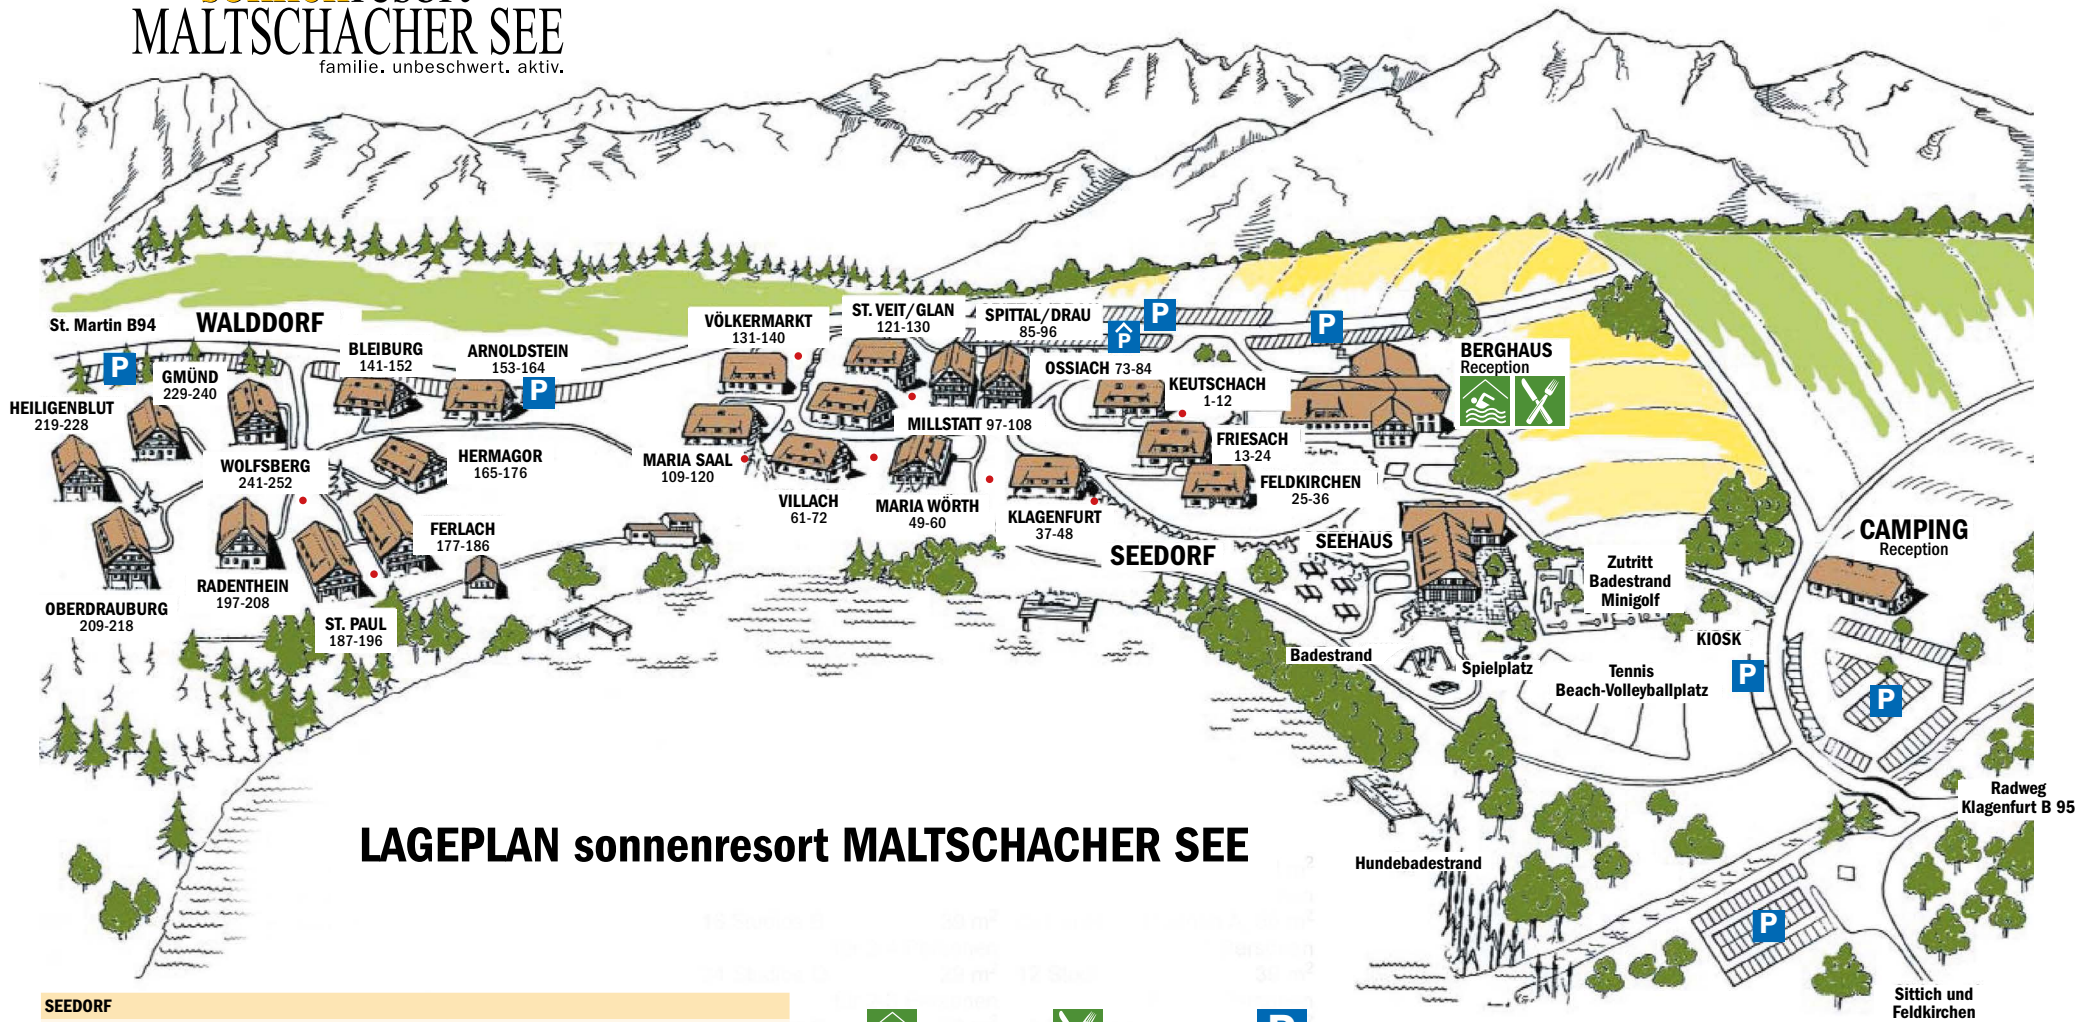 sonnenresort
MALTSCHACHER SEE
familie. unbeschwert. aktiv.
St. Martin B94
WALDDORF
P
GMÜND
229-240
HEILIGENBLUT
219-228
BLEIBURG
141-152
ARNOLDSTEIN
153-164
P
WOLFSBERG
241-252
HERMAGOR
165-176
FERLACH
177-186
RADENTHEIN
197-208
OBERDRAUBURG
209-218
ST. PAUL
187-196
VÖLKERMARKT
131-140
ST. VEIT/GLAN
121-130
SPITTAL/DRAU
85-96
P
P
P
OSSIACH 73-84
KEUTSCHACH
1-12
MILLSTATT 97-108
FRIESACH
13-24
MARIA SAAL
109-120
VILLACH
61-72
MARIA WÖRTH
49-60
KLAGENFURT
37-48
FELDKIRCHEN
25-36
BERGHAUS
Reception
SEEDORF
SEEHAUS
Zutritt
Badestrand
Minigolf
CAMPING
Reception
KIOSK
P
Badestrand
Spielplatz
Tennis
Beach-Volleyballplatz
P
Radweg
Klagenfurt B 95
LAGEPLAN sonnenresort MALTSCHACHER SEE
Hundebadestrand
P
Sittich und
Feldkirchen
SEEDORF
P